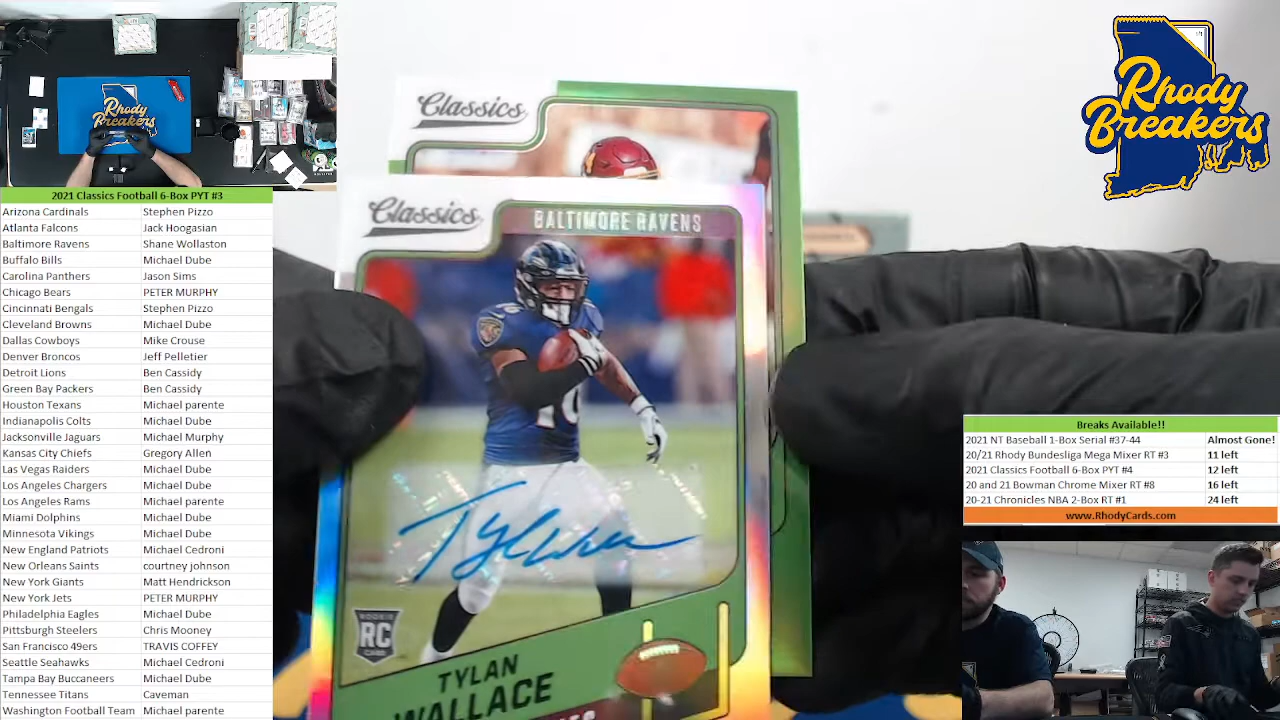 Rhody
Breakers
2021 Classics Football 6-Box PYT #3
Arizona Cardinals Stephen Pizzo
Atlanta Falcons Jack Hoogasian
Baltimore Ravens Shane Wollaston
Buffalo Bills Michael Dube
Carolina Panthers Jason Sims
Chicago Bears PETER MURPHY
Cincinnati Bengals Stephen Pizzo
Cleveland Browns Michael Dube
Dallas Cowboys Mike Crouse
Denver Broncos Jeff Pelletier
Detroit Lions Ben Cassidy
Green Bay Packers Ben Cassidy
Houston Texans Michael parente
Indianapolis Colts Michael Dube
Jacksonville Jaguars Michael Murphy
Kansas City Chiefs Gregory Allen
Las Vegas Raiders Michael Dube
Los Angeles Chargers Michael Dube
Los Angeles Rams Michael parente
Miami Dolphins Michael Dube
Minnesota Vikings Michael Dube
New England Patriots Michael Cedroni
New Orleans Saints courtney johnson
New York Giants Matt Hendrickson
New York Jets PETER MURPHY
Philadelphia Eagles Michael Dube
Pittsburgh Steelers Chris Mooney
San Francisco 49ers TRAVIS COFFEY
Seattle Seahawks Michael Cedroni
Tampa Bay Buccaneers Michael Dube
Tennessee Titans Caveman
Washington Football Team Michael parente
Classics
Classics
BALTIMORE RAVENS
ROOKIE
RC
CARD
TYLAN
WALLACE
Rhody
Breakers
Breaks Available!!
2021 NT Baseball 1-Box Serial #37-44 Almost Gone!
20/21 Rhody Bundesliga Mega Mixer RT #3 11 left
2021 Classics Football 6-Box PYT #4 12 left
20 and 21 Bowman Chrome Mixer RT #8 16 left
20-21 Chronicles NBA 2-Box RT #1 24 left
www.RhodyCards.com